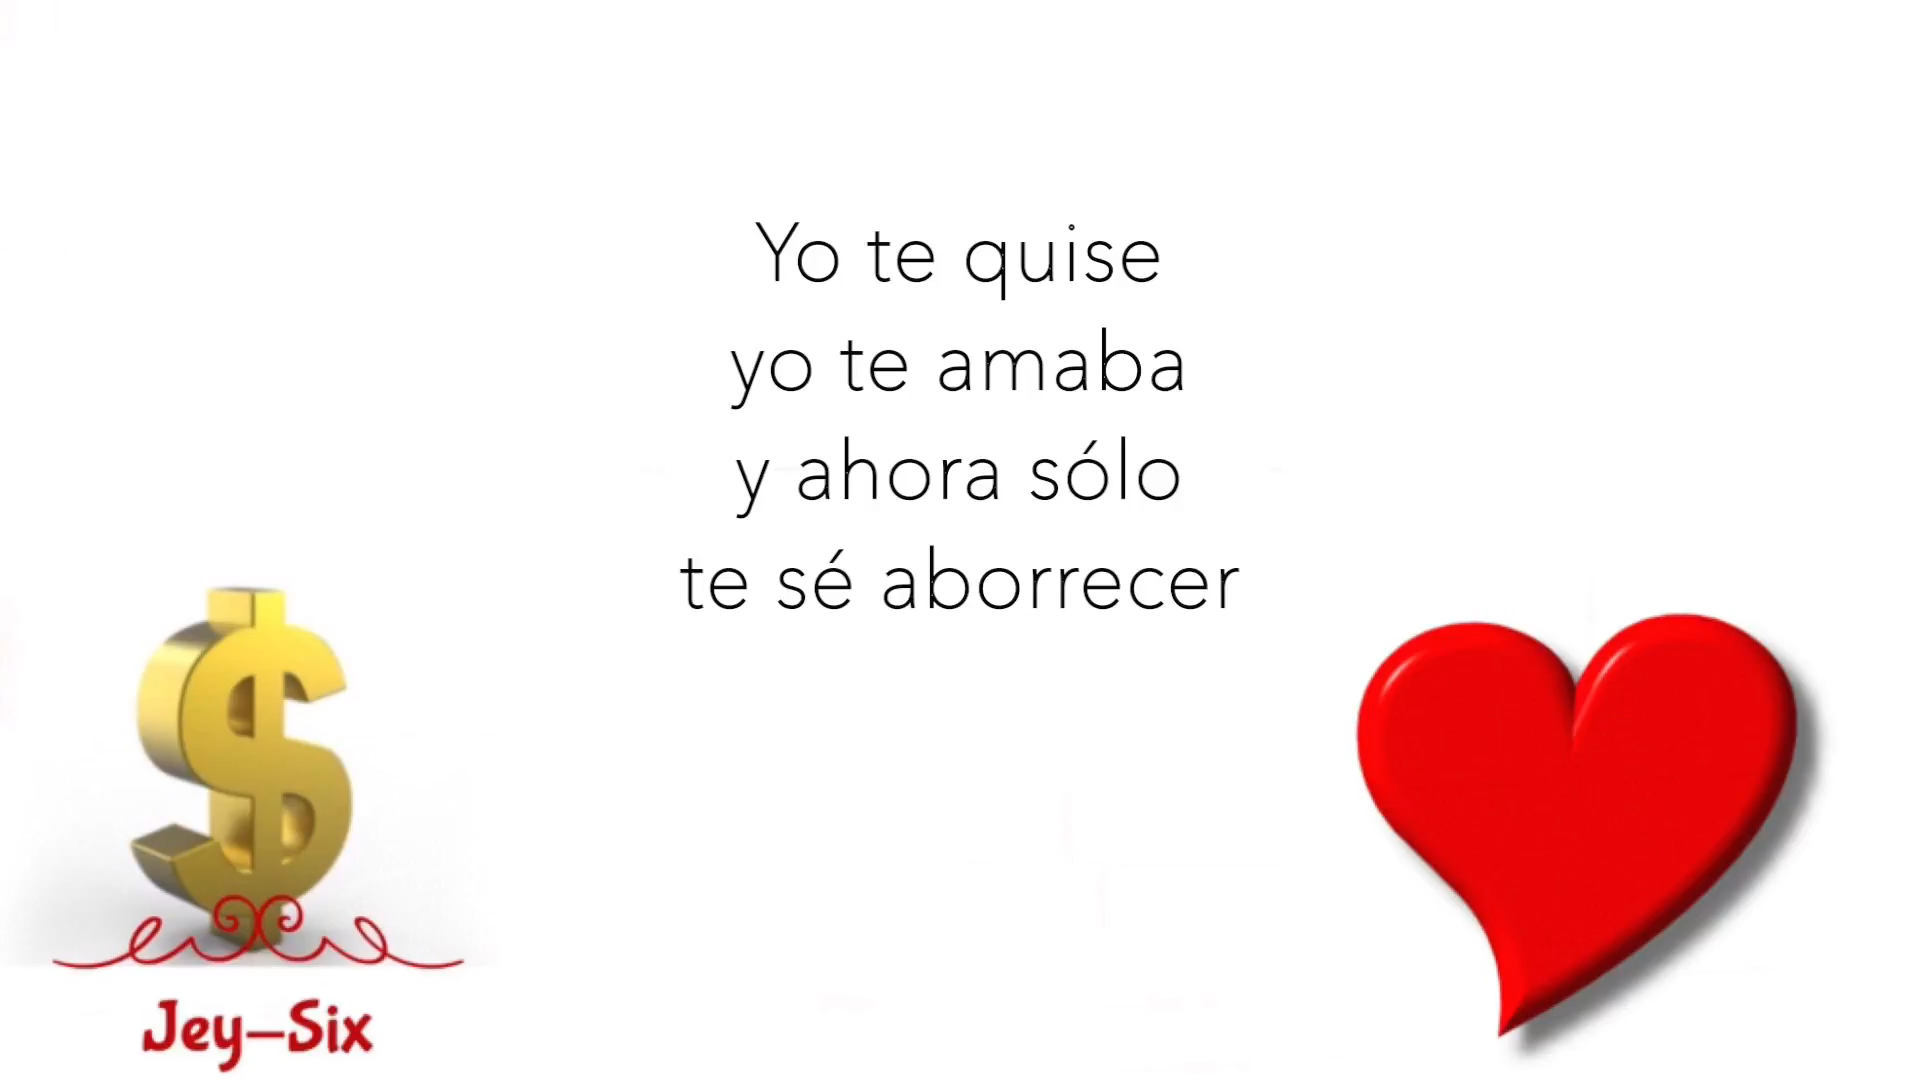 Yo te quise
yo te amaba
y ahora sólo
te sé aborrecer
$
Jey-Six